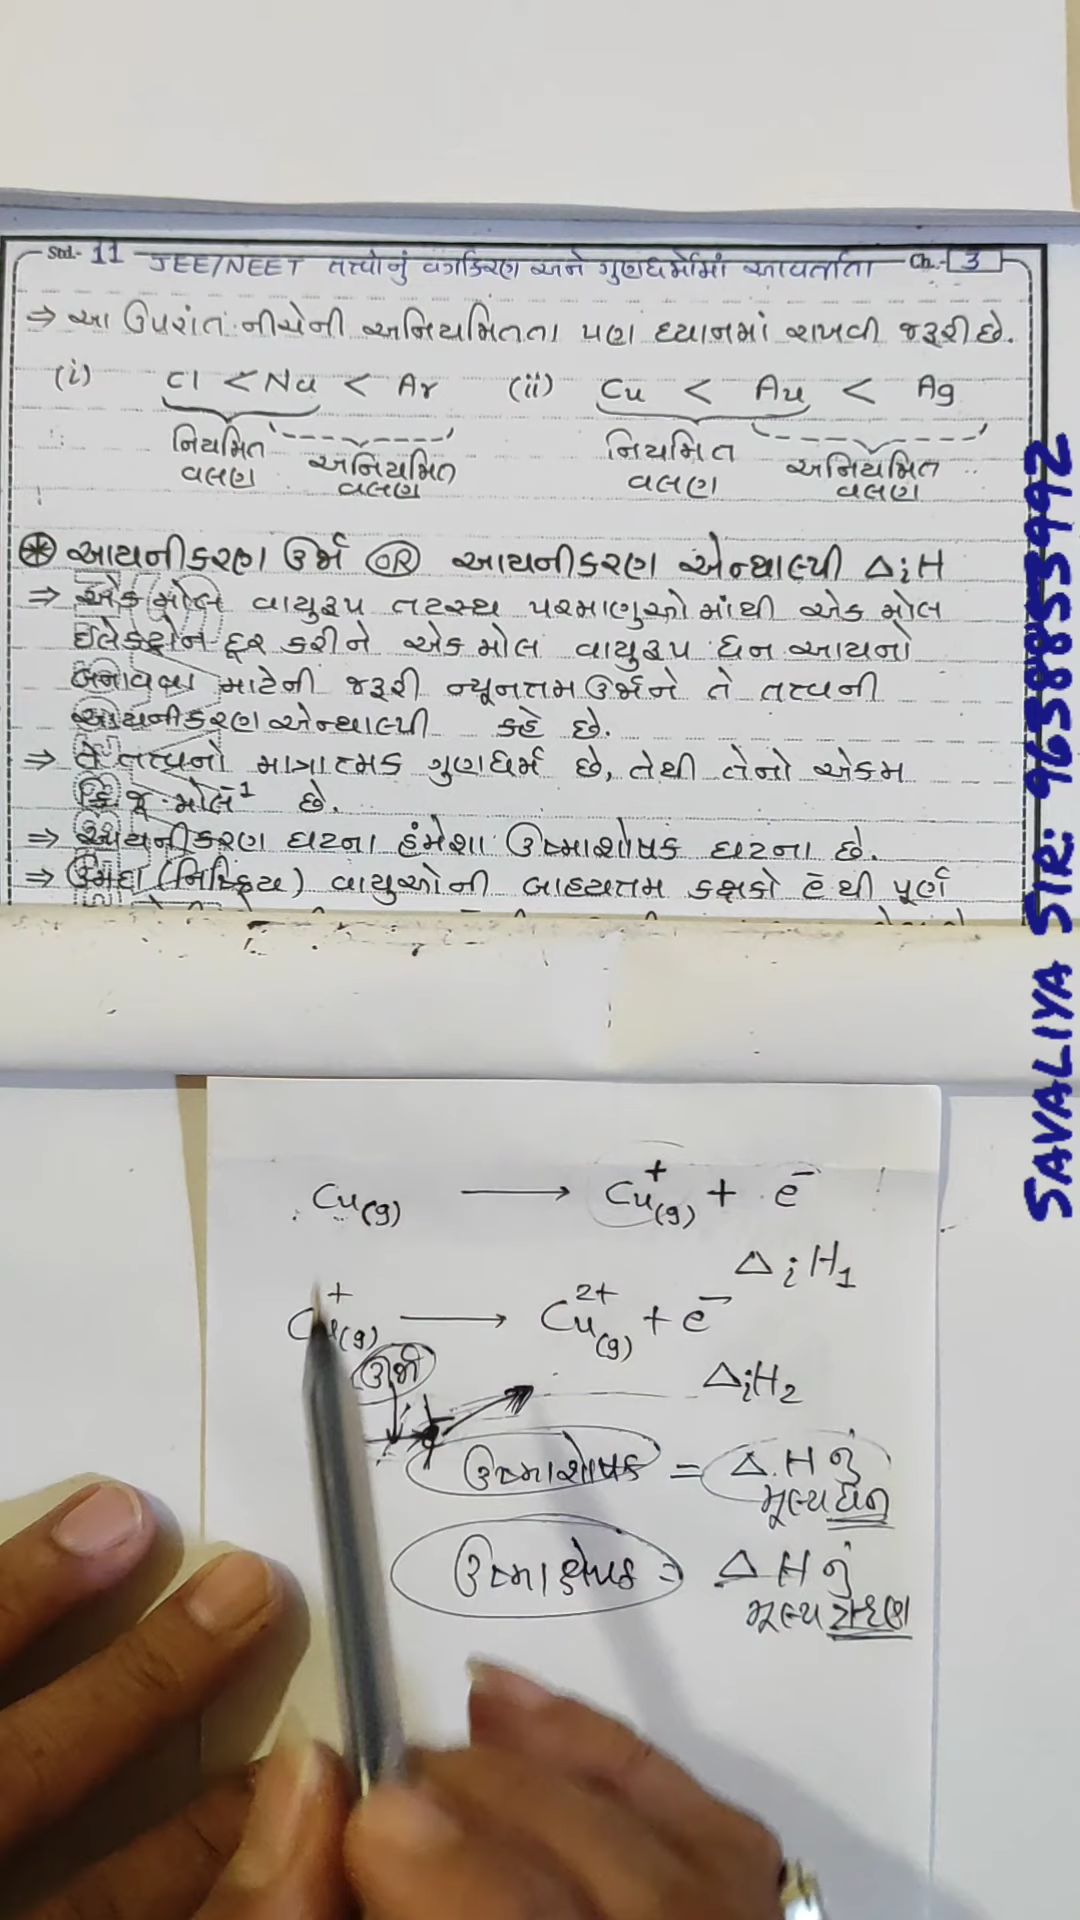 Std.- 11 JEE/NEET તત્ત્વોનું વર્ગીકરણ અને ગુણધર્મોમાં આવર્તીતા Ch.- 3
⇒ આ ઉપરાંત નીચેની અનિયમિતતા પણ ધ્યાનમાં રાખવી જરૂરી છે.
(i) Cl < Na < Ar (ii) Cu < Au < Ag
નિયમિત વલણ અનિયમિત વલણ નિયમિત વલણ અનિયમિત વલણ
આયનીકરણ ઉર્જા OR આયનીકરણ એન્થાલ્પી ΔiH
⇒ એક મોલ વાયુરૂપ તટસ્થ પરમાણુઓમાંથી એક મોલ
ઈલેક્ટ્રોન દૂર કરીને એક મોલ વાયુરૂપ ધન આયનો
બનાવવા માટેની જરૂરી ન્યૂનત્તમ ઉર્જાને તે તત્ત્વની
આયનીકરણ એન્થાલ્પી કહે છે.
⇒ તે તત્ત્વનો માત્રાત્મક ગુણધર્મ છે, તેથી તેનો એકમ
કિ જૂ મોલ⁻¹ છે.
⇒ આયનીકરણ ઘટના હંમેશા ઉષ્માશોષક ઘટના છે.
⇒ ઉમદા (નિષ્ક્રિય) વાયુઓની બાહ્યતમ કક્ષકો ē થી પૂર્ણ
SAVALIYA SIR: 9638853992
Cu(g) ⟶ Cu⁺(g) + e⁻
ΔiH1
Cu⁺(g) ⟶ Cu²⁺(g) + e⁻
ઉર્જા
ΔiH2
ઉષ્માશોષક = ΔH નું
મૂલ્ય ધન
ઉષ્માક્ષેપક = ΔH નું
મૂલ્ય ઋણ